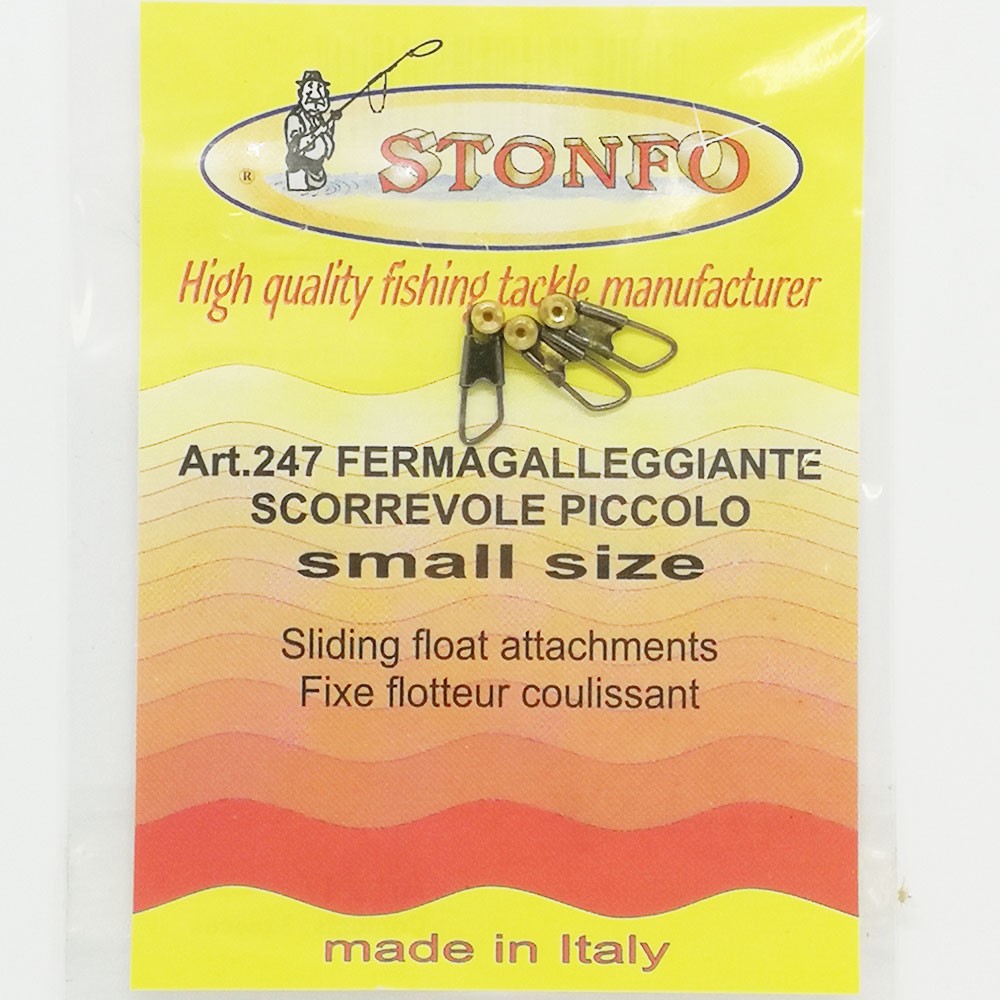 ® STONFO
High quality fishing tackle manufacturer
Art.247 FERMAGALLEGGIANTE
SCORREVOLE PICCOLO
small size
Sliding float attachments
Fixe flotteur coulissant
made in Italy